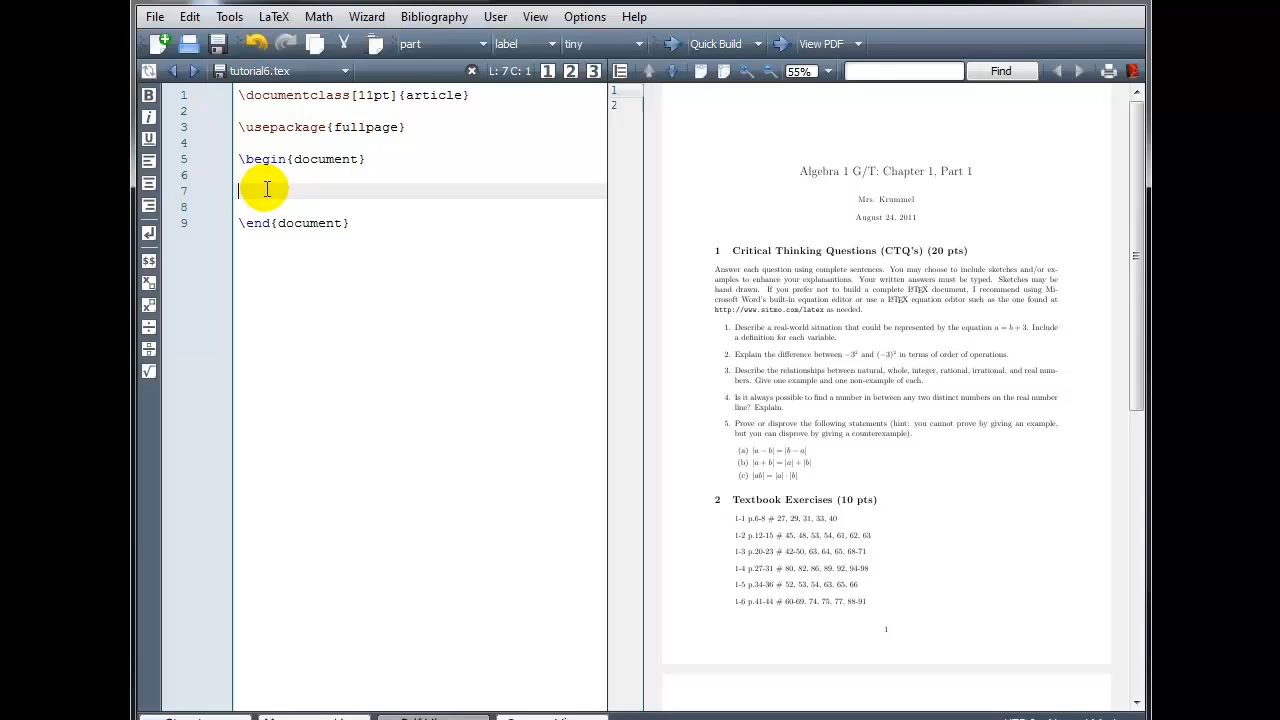 File Edit Tools LaTeX Math Wizard Bibliography User View Options Help
part label tiny Quick Build View PDF
tutorial6.tex L: 7 C: 1 1 2 3 55% Find
1 \documentclass[11pt]{article}
2
3 \usepackage{fullpage}
4
5 \begin{document}
6
7
8
9 \end{document}
B
i
U
$$
1
2
Algebra 1 G/T: Chapter 1, Part 1
Mrs. Krummel
August 24, 2011
1 Critical Thinking Questions (CTQ's) (20 pts)
Answer each question using complete sentences. You may choose to include sketches and/or ex-
amples to enhance your explanantions. Your written answers must be typed. Sketches may be
hand drawn. If you prefer not to build a complete LATEX document, I recommend using Mi-
crosoft Word's built-in equation editor or use a LATEX equation editor such as the one found at
http://www.sitmo.com/latex as needed.
1. Describe a real-world situation that could be represented by the equation a = b + 3. Include
a definition for each variable.
2. Explain the difference between −3² and (−3)² in terms of order of operations.
3. Describe the relationships between natural, whole, integer, rational, irrational, and real num-
bers. Give one example and one non-example of each.
4. Is it always possible to find a number in between any two distinct numbers on the real number
line? Explain.
5. Prove or disprove the following statements (hint: you cannot prove by giving an example,
but you can disprove by giving a counterexample).
(a) |a − b| = |b − a|
(b) |a + b| = |a| + |b|
(c) |ab| = |a| · |b|
2 Textbook Exercises (10 pts)
1-1 p.6-8 # 27, 29, 31, 33, 40
1-2 p.12-15 # 45, 48, 53, 54, 61, 62, 63
1-3 p.20-23 # 42-50, 63, 64, 65, 68-71
1-4 p.27-31 # 80, 82, 86, 89, 92, 94-98
1-5 p.34-36 # 52, 53, 54, 63, 65, 66
1-6 p.41-44 # 60-69, 74, 75, 77, 88-91
1